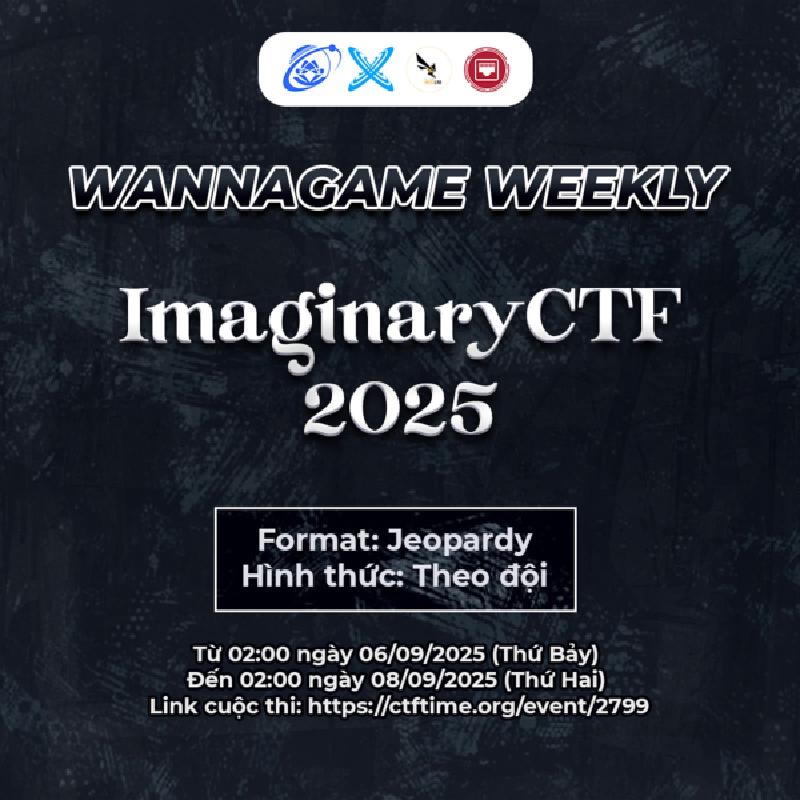 WANNAGAME WEEKLY
ImaginaryCTF
2025
Format: Jeopardy
Hình thức: Theo đội
Từ 02:00 ngày 06/09/2025 (Thứ Bảy)
Đến 02:00 ngày 08/09/2025 (Thứ Hai)
Link cuộc thi: https://ctftime.org/event/2799